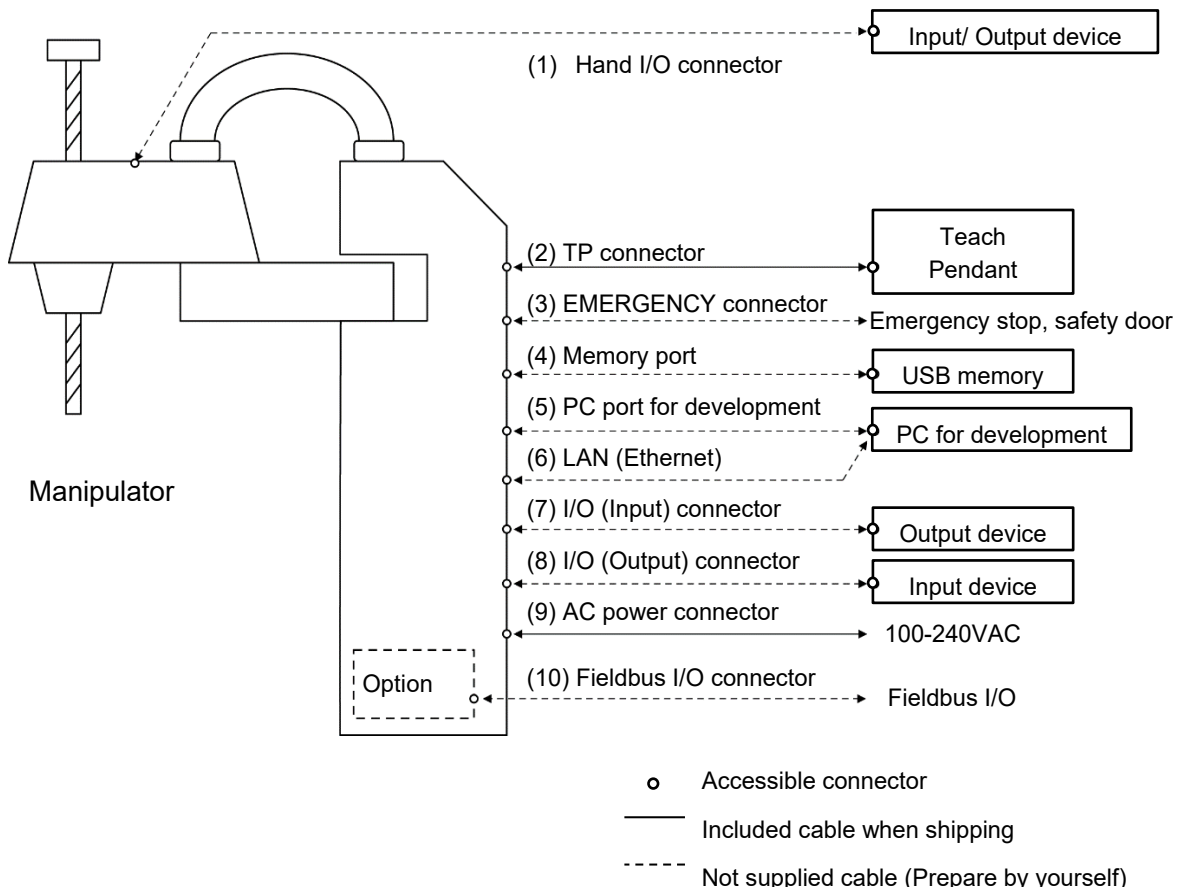 Input/ Output device
(1) Hand I/O connector
(2) TP connector
Teach
Pendant
(3) EMERGENCY connector
Emergency stop, safety door
(4) Memory port
USB memory
(5) PC port for development
PC for development
(6) LAN (Ethernet)
Manipulator
(7) I/O (Input) connector
Output device
(8) I/O (Output) connector
Input device
(9) AC power connector
100-240VAC
Option
(10) Fieldbus I/O connector
Fieldbus I/O
Accessible connector
Included cable when shipping
Not supplied cable (Prepare by yourself)